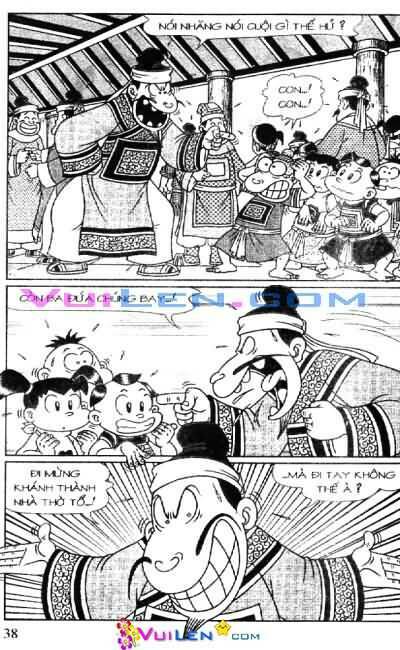 NÓI NHĂNG NÓI CUỘI GÌ THẾ HỬ ?
CON...!
CON...!
VUILEN.COM
CÒN BA ĐỨA CHÚNG BAY...!
ĐI MỪNG
KHÁNH THÀNH
NHÀ THỜ TỔ...!
...MÀ ĐI TAY KHÔNG
THẾ À ?
38
VUILEN.COM